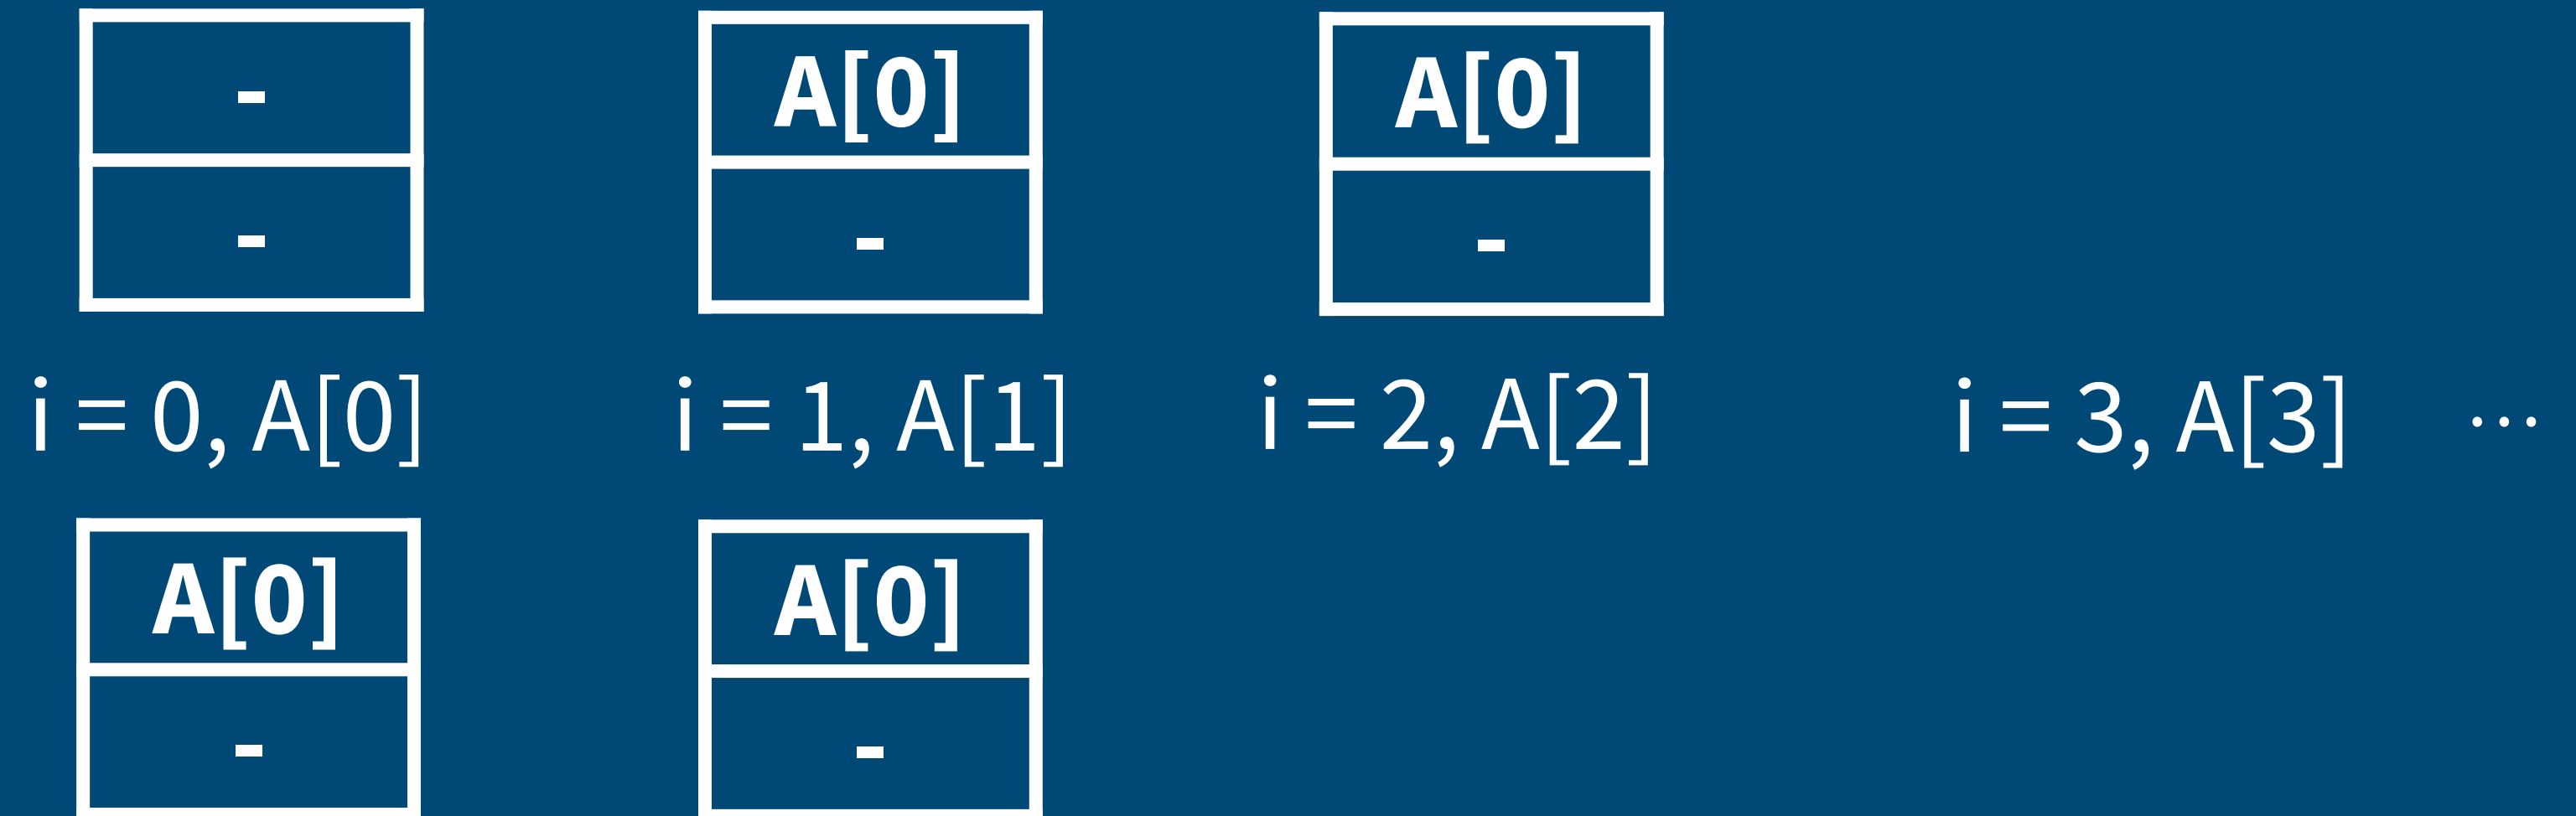 - A[0] A[0]
- - -
i = 0, A[0] i = 1, A[1] i = 2, A[2] i = 3, A[3] ...
A[0] A[0]
- -